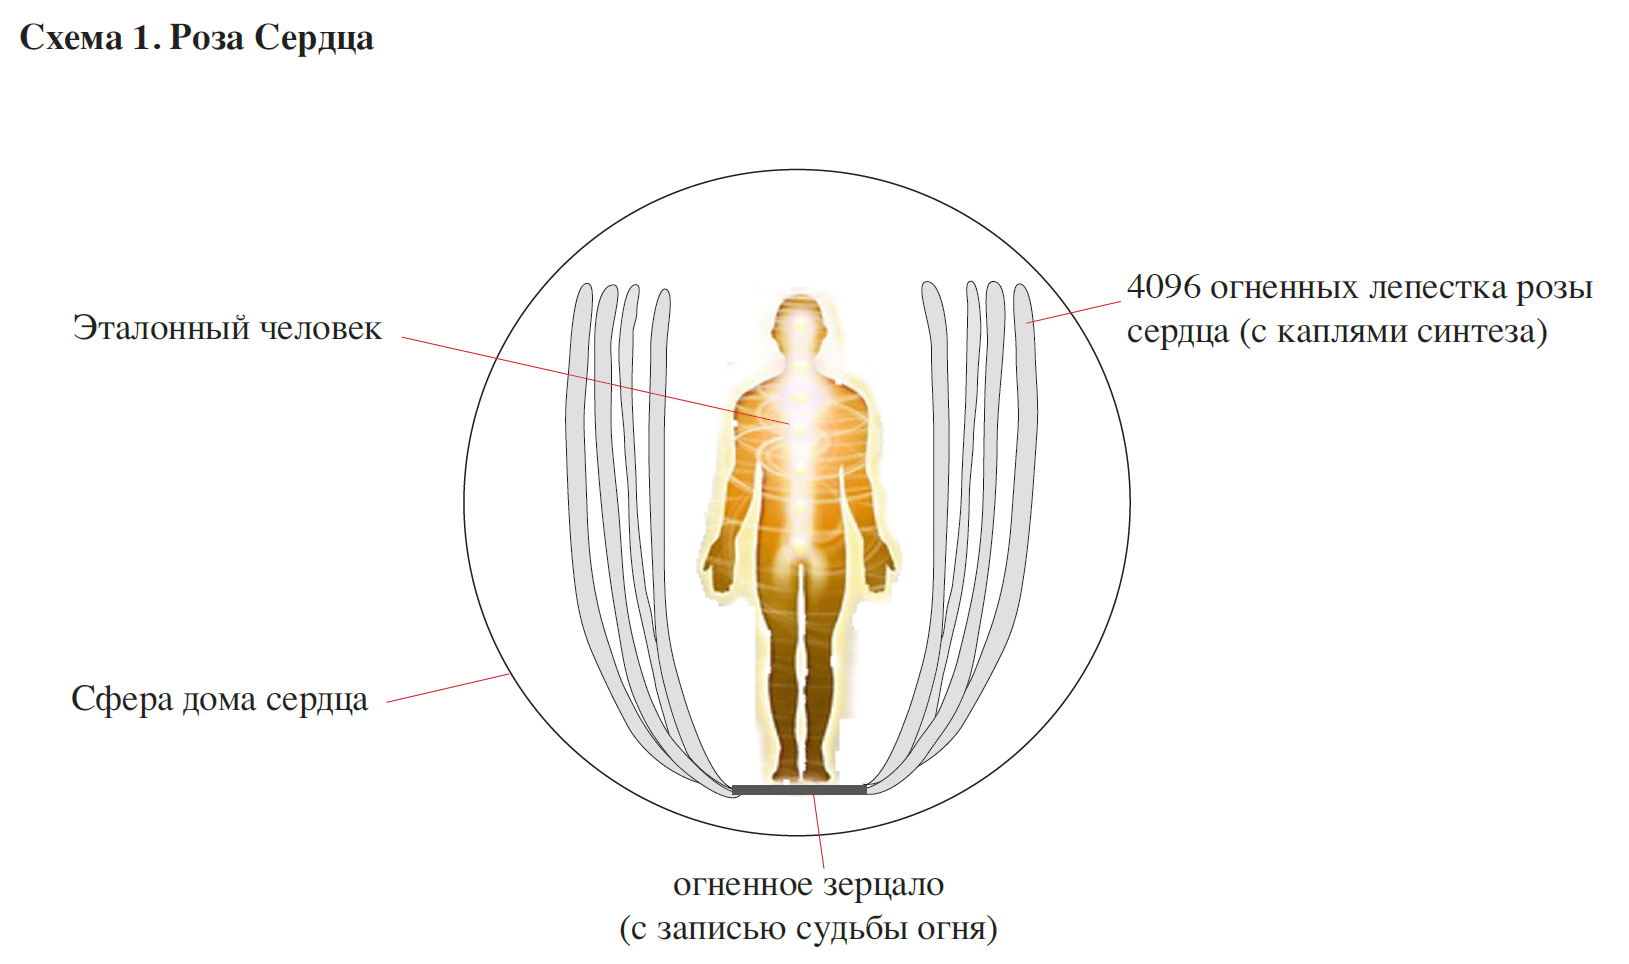 Схема 1. Роза Сердца
4096 огненных лепестка розы
сердца (с каплями синтеза)
Эталонный человек
Сфера дома сердца
огненное зерцало
(с записью судьбы огня)